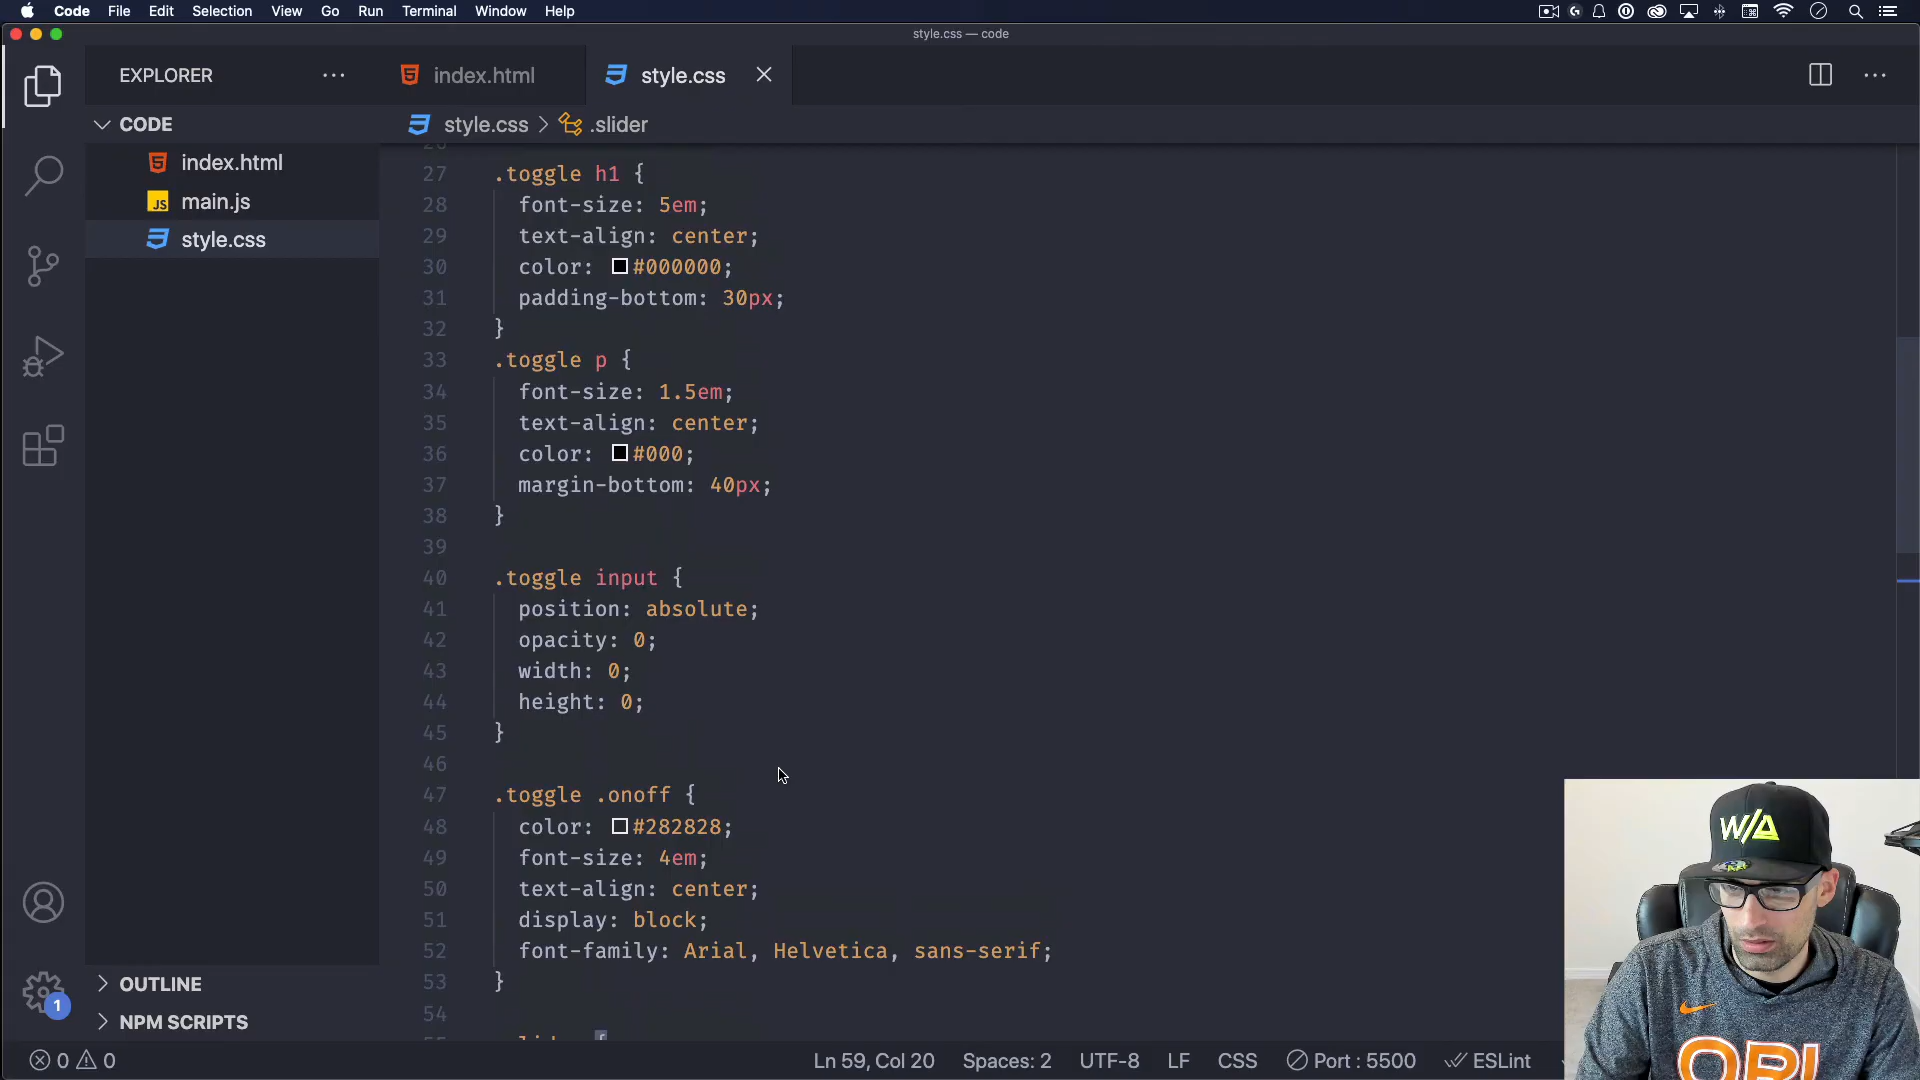 Code File Edit Selection View Go Run Terminal Window Help
style.css — code
EXPLORER
index.html
style.css
CODE
style.css > .slider
index.html
main.js
style.css
27 .toggle h1 {
28 font-size: 5em;
29 text-align: center;
30 color: #000000;
31 padding-bottom: 30px;
32 }
33 .toggle p {
34 font-size: 1.5em;
35 text-align: center;
36 color: #000;
37 margin-bottom: 40px;
38 }
39
40 .toggle input {
41 position: absolute;
42 opacity: 0;
43 width: 0;
44 height: 0;
45 }
46
47 .toggle .onoff {
48 color: #282828;
49 font-size: 4em;
50 text-align: center;
51 display: block;
52 font-family: Arial, Helvetica, sans-serif;
53 }
54
OUTLINE
NPM SCRIPTS
1
0 0 Ln 59, Col 20 Spaces: 2 UTF-8 LF CSS Port : 5500 ESLint
W/A